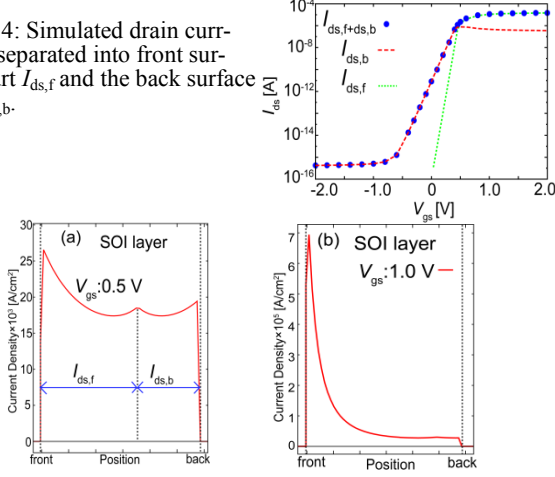 4: Simulated drain curr-
separated into front sur-
art Ids,f and the back surface
,b.
Ids,f+ds,b
Ids,b
Ids,f
Ids [A]
10-4
10-8
10-12
10-14
10-16
-2.0 -1.0 0 1.0 2.0
Vgs [V]
(a) SOI layer
Vgs:0.5 V
Ids,f Ids,b
Current Density×10³ [A/cm²]
30
25
20
15
10
5
0
front Position back
(b) SOI layer
Vgs:1.0 V
Current Density×10⁵ [A/cm²]
7
6
5
4
3
2
1
0
front Position back